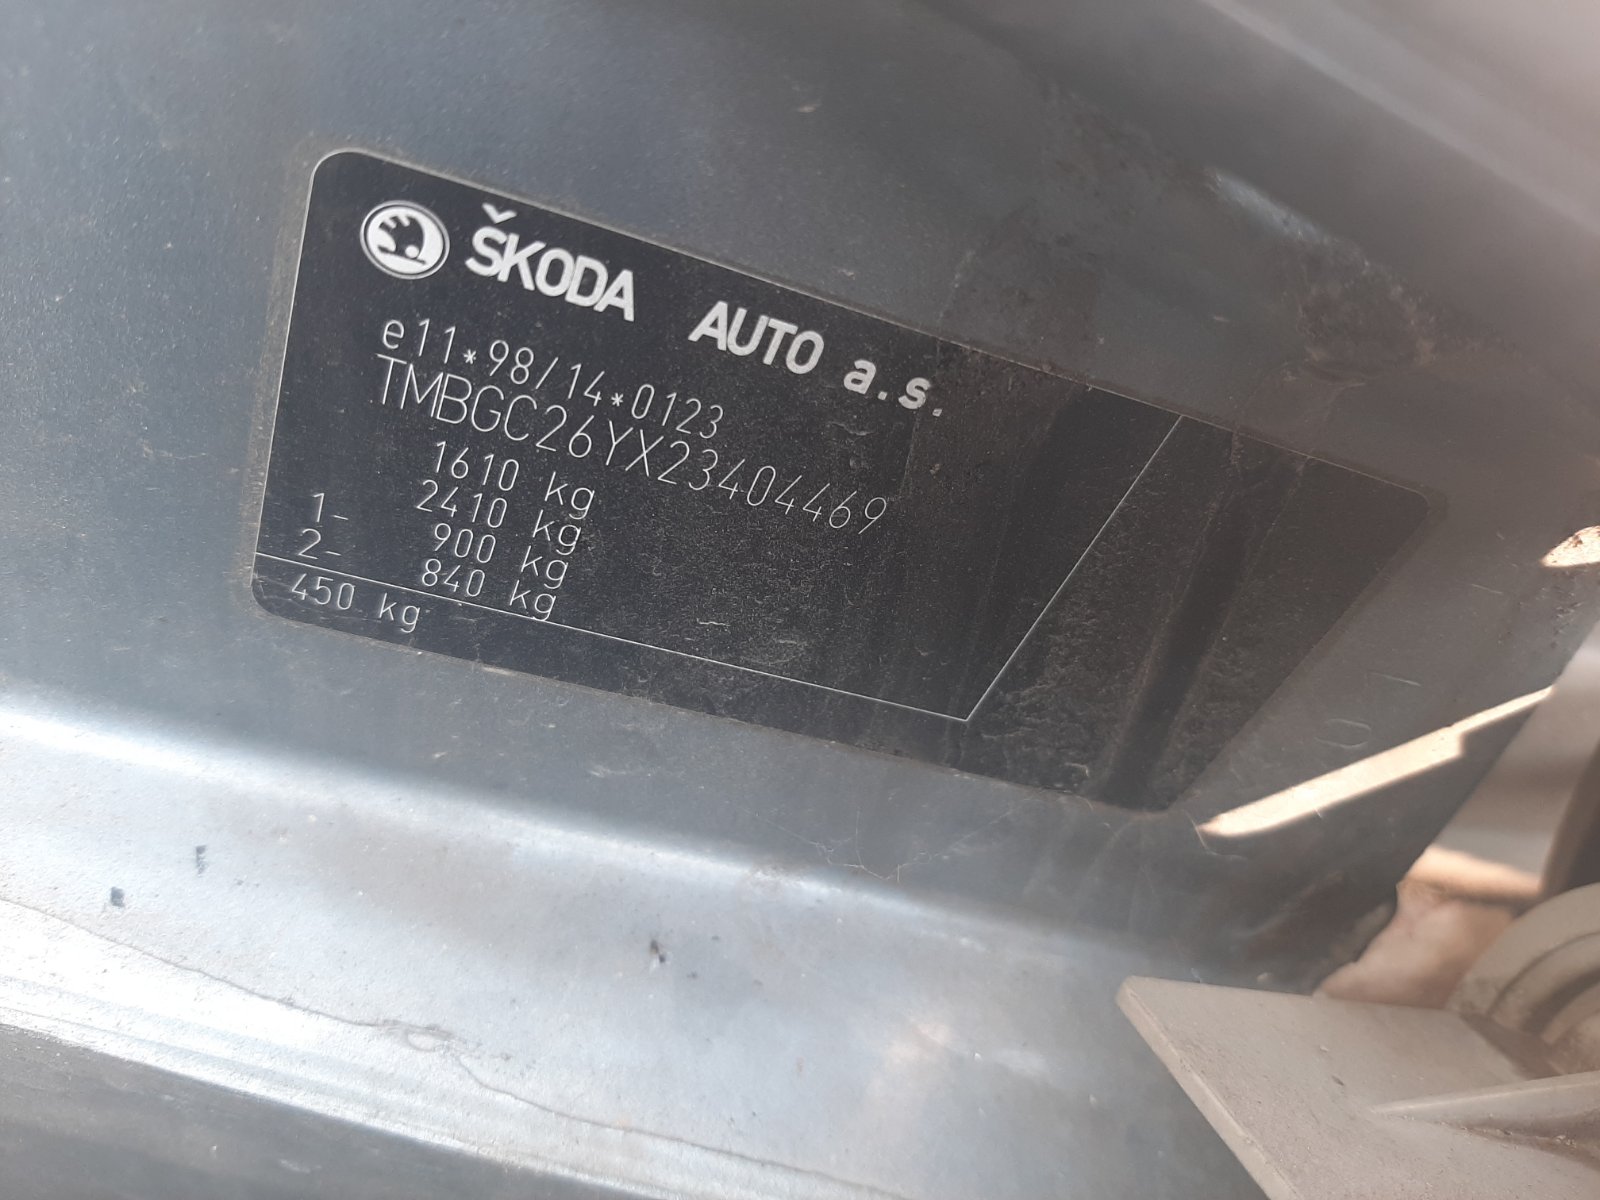 ŠKODA AUTO a.s.
e11*98/14*0123
TMBGC26YX23404469
1610 kg
2410 kg
1- 900 kg
2- 840 kg
450 kg